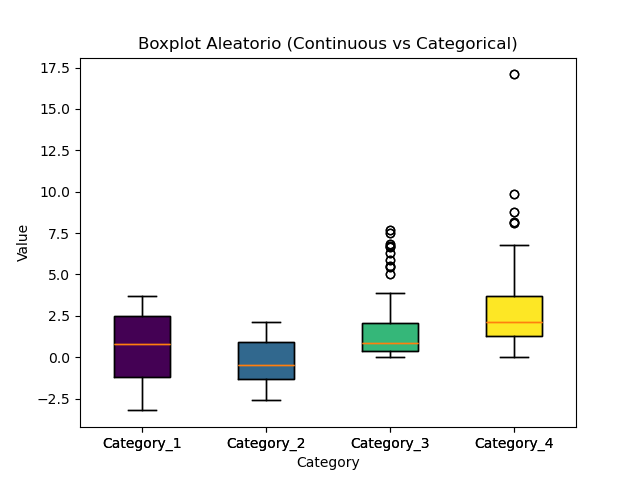 Boxplot Aleatorio (Continuous vs Categorical)
17.5
15.0
12.5
10.0
7.5
5.0
2.5
0.0
−2.5
Value
Category_1 Category_2 Category_3 Category_4
Category